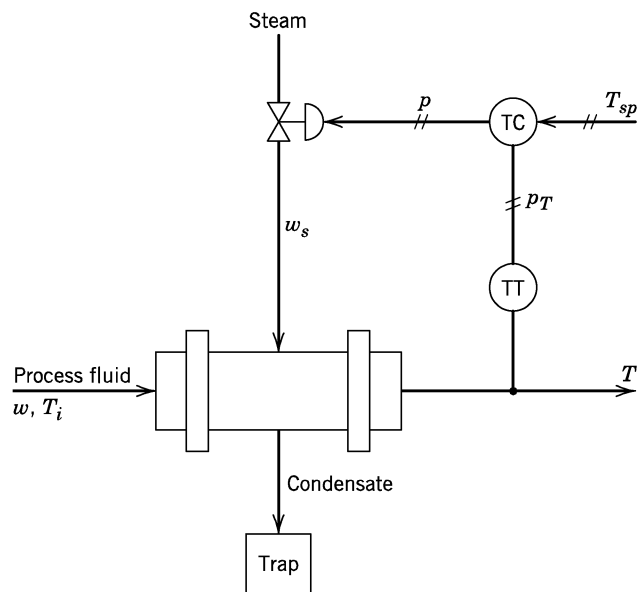 Steam
p
TC
T_sp
p_T
w_s
TT
Process fluid
w, T_i
T
Condensate
Trap